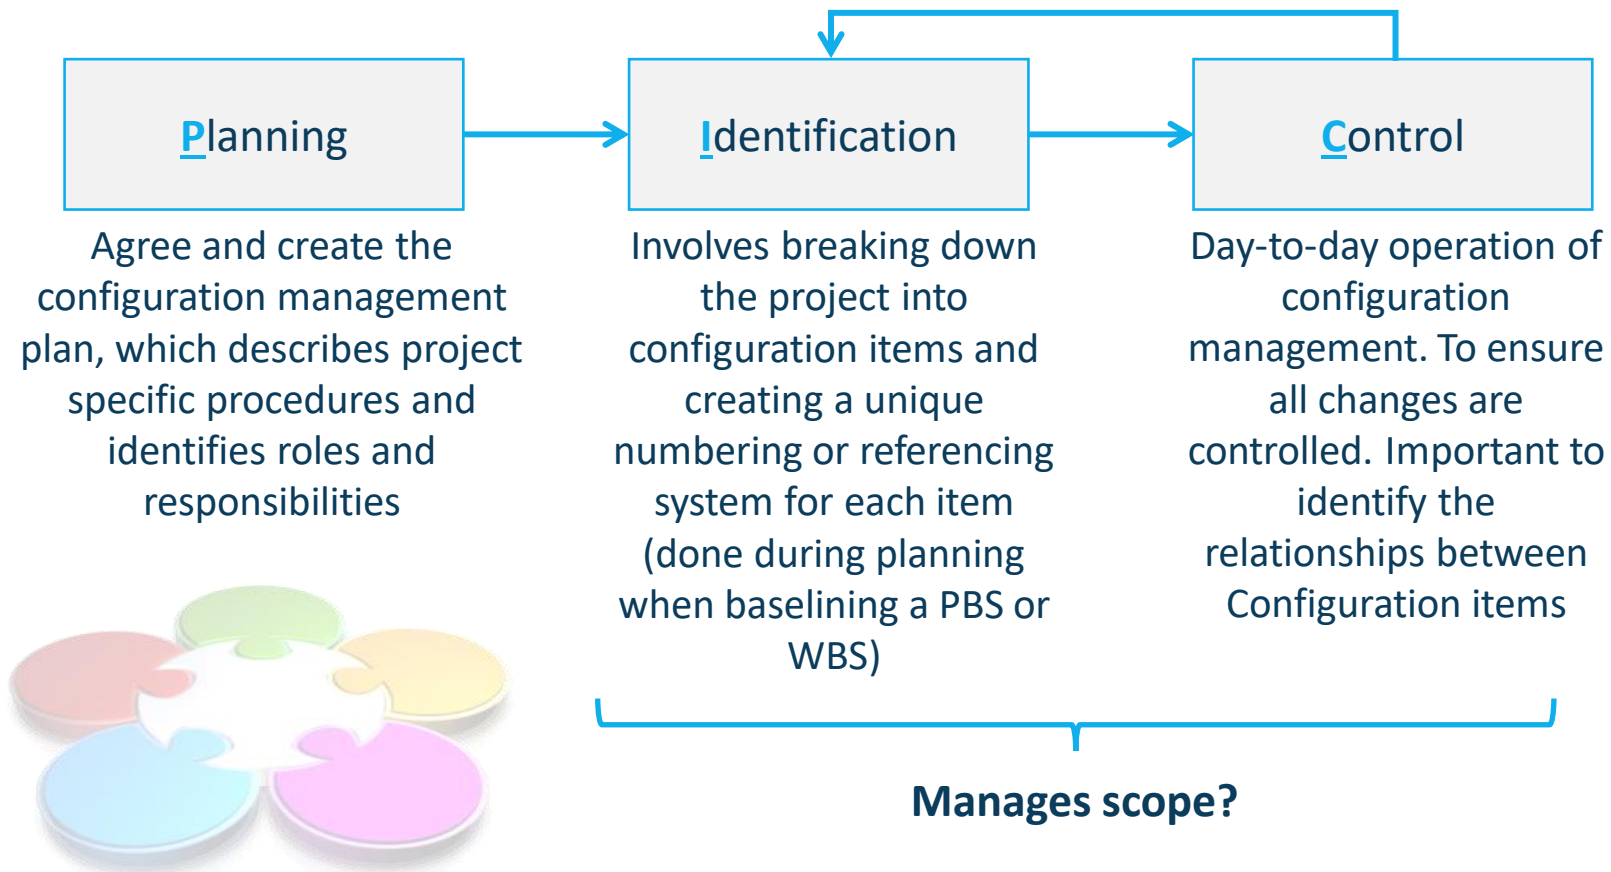 Planning
Agree and create the
configuration management
plan, which describes project
specific procedures and
identifies roles and
responsibilities
Identification
Involves breaking down
the project into
configuration items and
creating a unique
numbering or referencing
system for each item
(done during planning
when baselining a PBS or
WBS)
Control
Day-to-day operation of
configuration
management. To ensure
all changes are
controlled. Important to
identify the
relationships between
Configuration items
Manages scope?